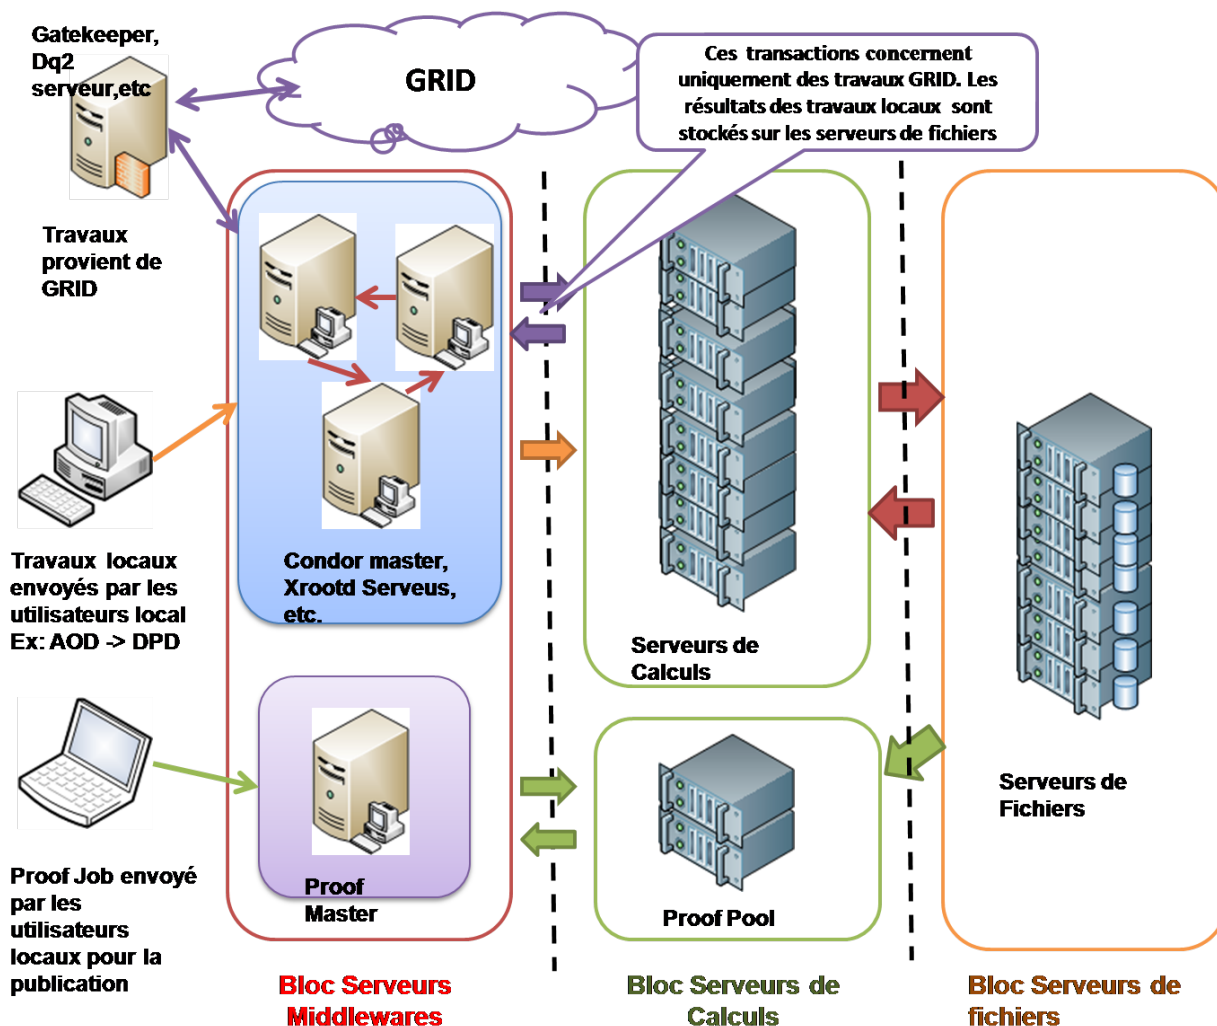 Gatekeeper,
Dq2
serveur,etc
GRID
Ces transactions concernent
uniquement des travaux GRID. Les
résultats des travaux locaux sont
stockés sur les serveurs de fichiers
Travaux
provient de
GRID
Travaux locaux
envoyés par les
utilisateurs local
Ex: AOD -> DPD
Condor master,
Xrootd Serveus,
etc.
Serveurs de
Calculs
Serveurs de
Fichiers
Proof Job envoyé
par les
utilisateurs
locaux pour la
publication
Proof
Master
Proof Pool
Bloc Serveurs
Middlewares
Bloc Serveurs de
Calculs
Bloc Serveurs de
fichiers